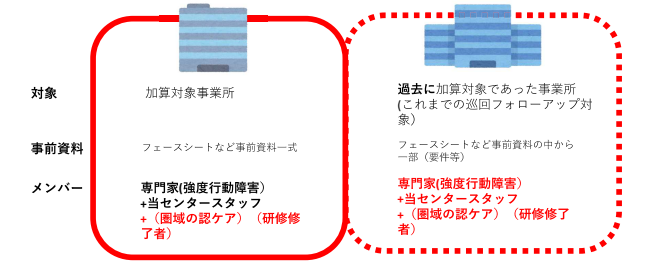 対象
加算対象事業所
過去に加算対象であった事業所
(これまでの巡回フォローアップ対
象）
事前資料
フェースシートなど事前資料一式
フェースシートなど事前資料の中から
一部（要件等）
メンバー
専門家(強度行動障害）
+当センタースタッフ
+（圏域の認ケア）（研修修
了者）
専門家(強度行動障害）
+当センタースタッフ
+（圏域の認ケア）（研修修了
者）